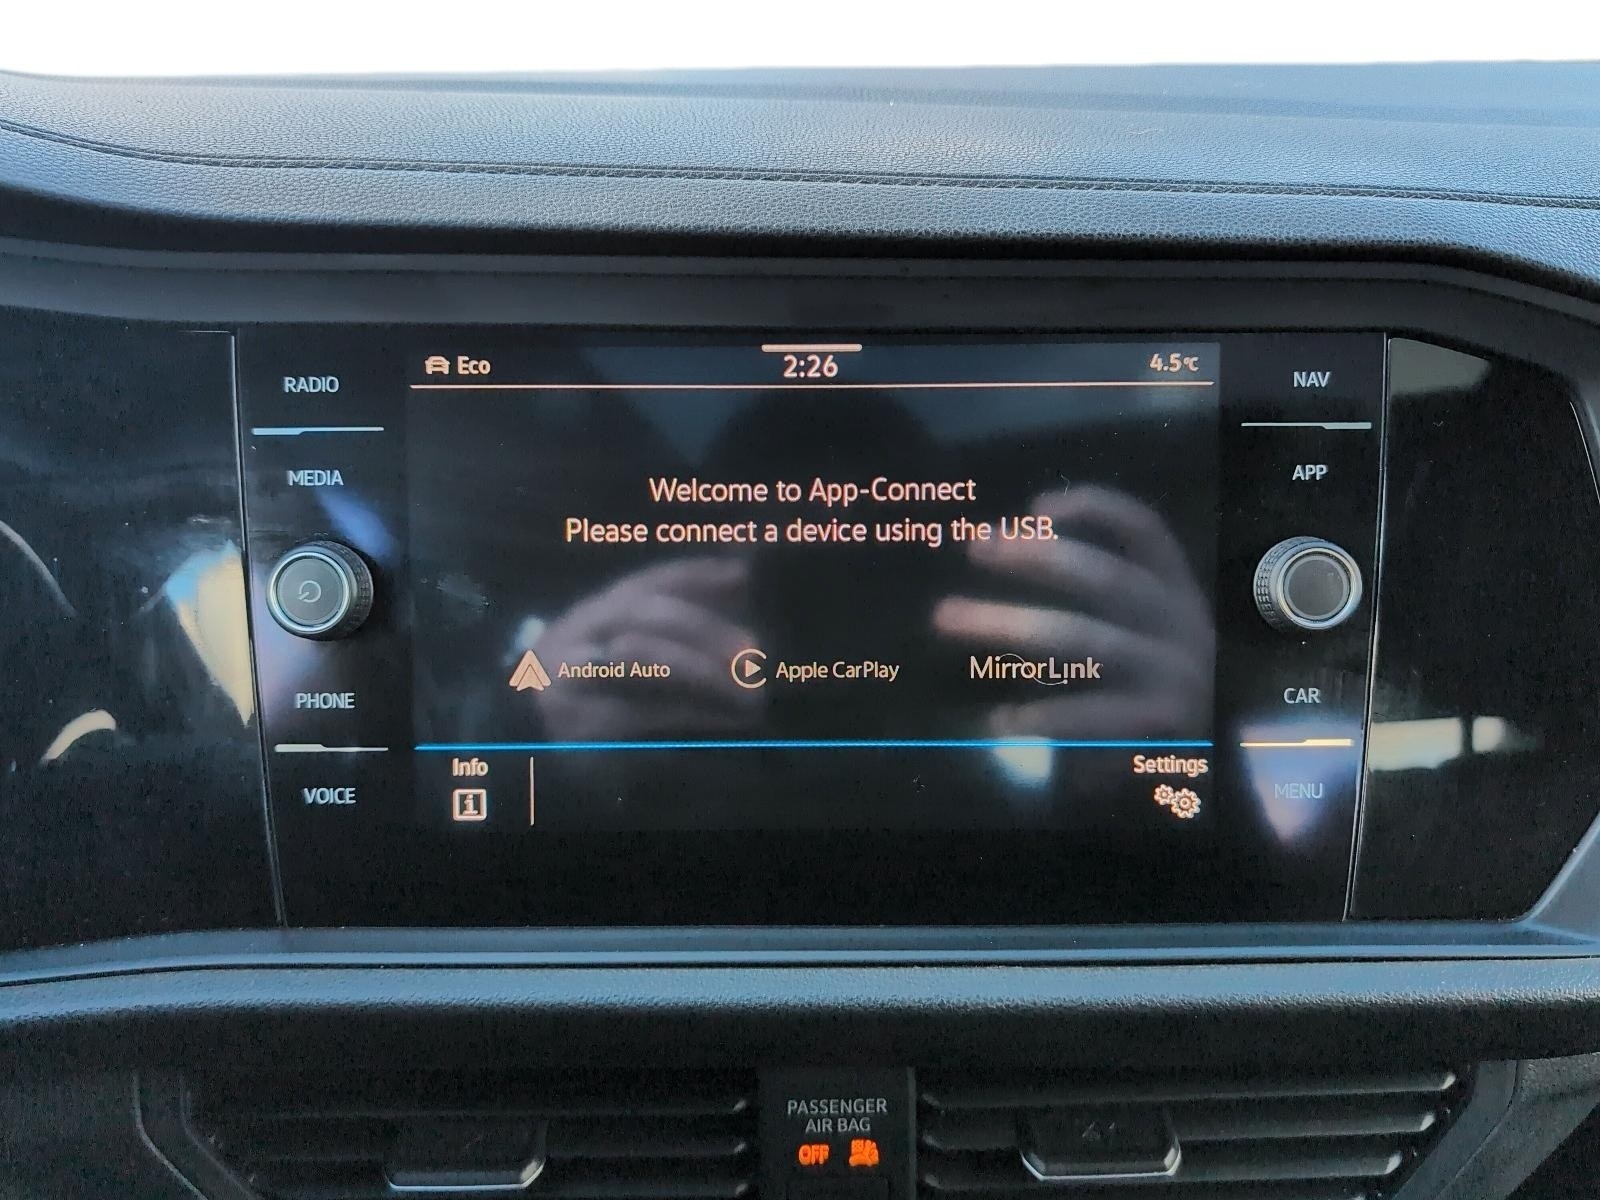 Eco
2:26
4.5°C
RADIO
MEDIA
PHONE
VOICE
Welcome to App-Connect
Please connect a device using the USB.
Android Auto
Apple CarPlay
MirrorLink
Info
i
Settings
NAV
APP
CAR
MENU
PASSENGER
AIR BAG
OFF